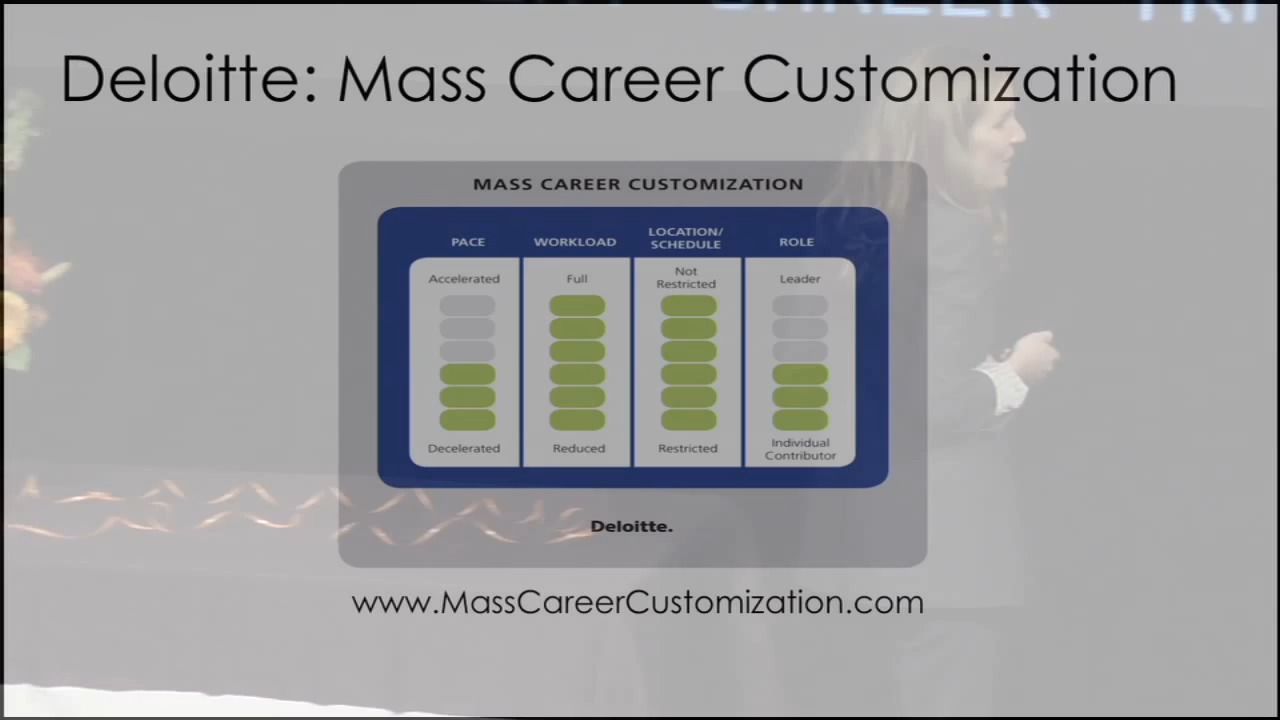 Deloitte: Mass Career Customization
MASS CAREER CUSTOMIZATION
PACE
WORKLOAD
LOCATION/
SCHEDULE
ROLE
Accelerated
Full
Not
Restricted
Leader
Decelerated
Reduced
Restricted
Individual
Contributor
Deloitte.
www.MassCareerCustomization.com